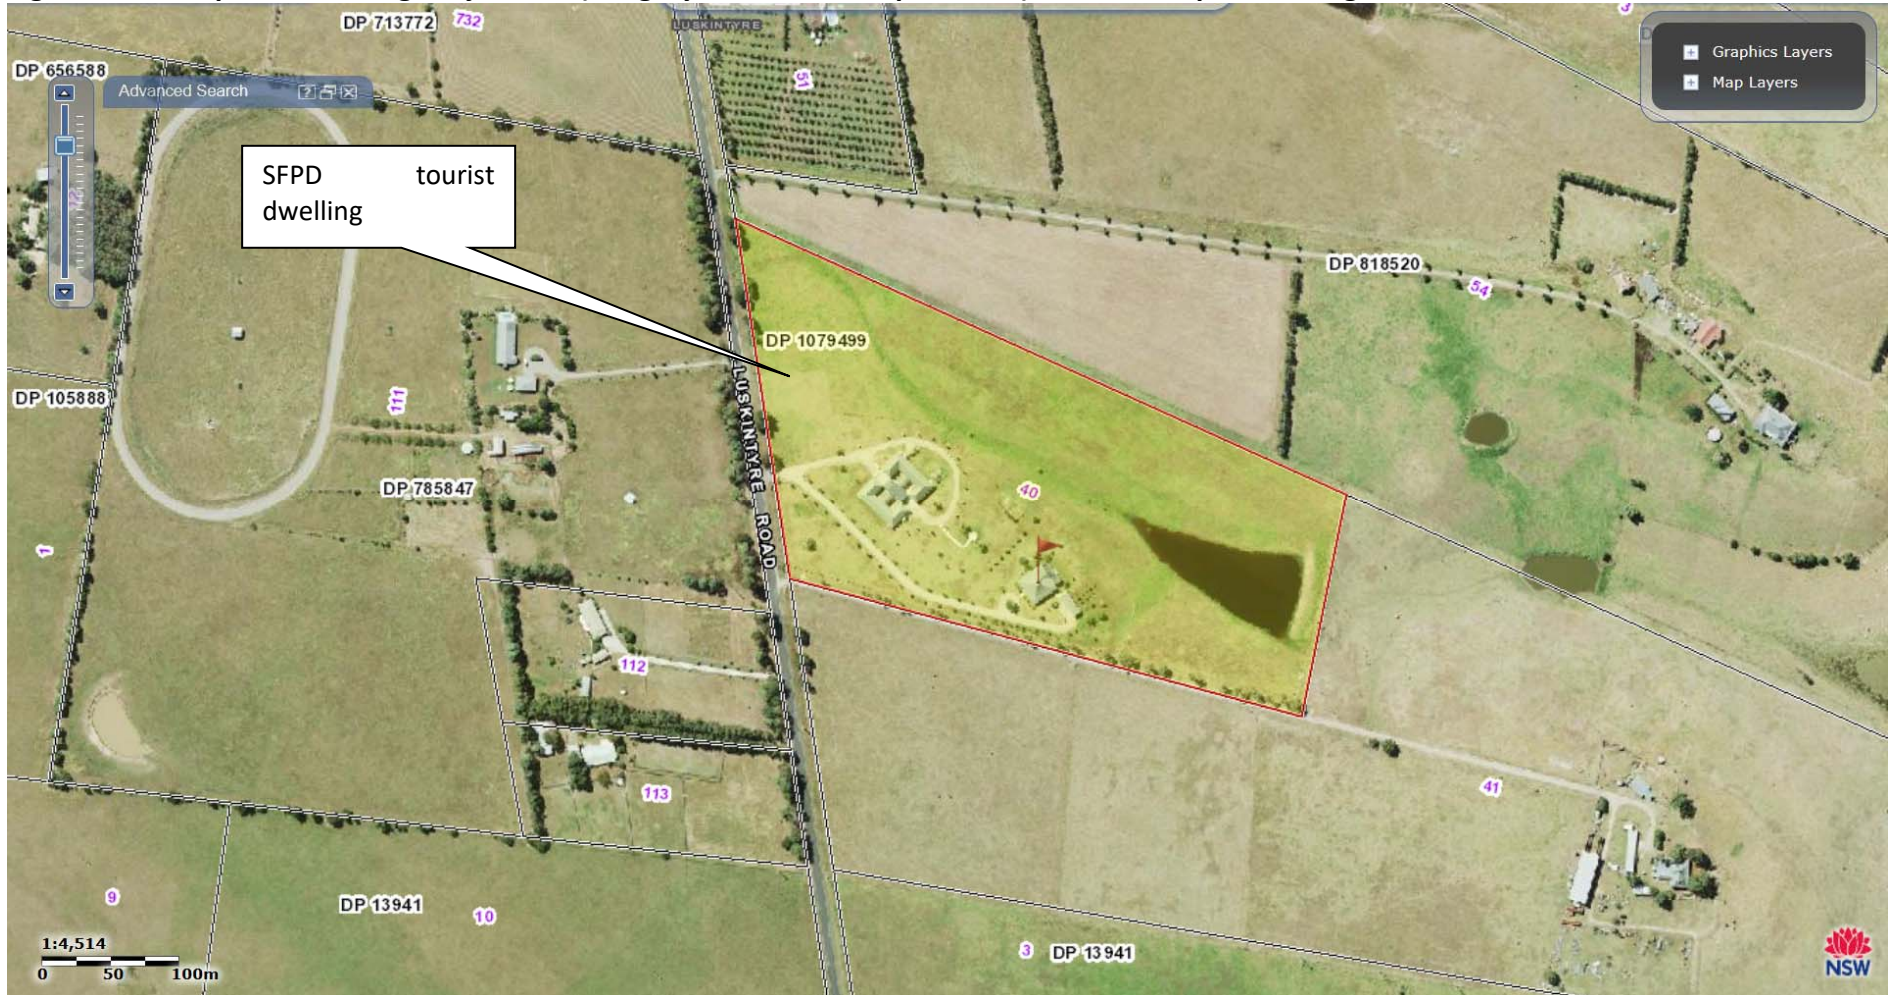 DP 713772
732
LUSKINTYRE
3
DP 656588
Advanced Search
51
Graphics Layers
Map Layers
SFPD tourist
dwelling
DP 818520
54
DP 1079499
DP 105888
111
LUSKINTYRE ROAD
DP 785847
40
1
112
41
113
9
DP 13941
10
3
DP 13941
1:4,514
0 50 100m
NSW